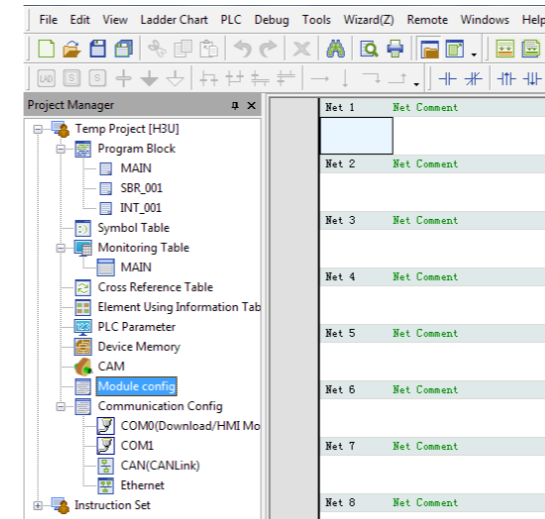 File Edit View Ladder Chart PLC Debug Tools Wizard(Z) Remote Windows Help
LAD S S
Project Manager
Temp Project [H3U]
Program Block
MAIN
SBR_001
INT_001
Symbol Table
Monitoring Table
MAIN
Cross Reference Table
Element Using Information Tab
PLC Parameter
Device Memory
CAM
Module config
Communication Config
COM0(Download/HMI Mo
COM1
CAN(CANLink)
Ethernet
Instruction Set
Net 1 Net Comment
Net 2 Net Comment
Net 3 Net Comment
Net 4 Net Comment
Net 5 Net Comment
Net 6 Net Comment
Net 7 Net Comment
Net 8 Net Comment